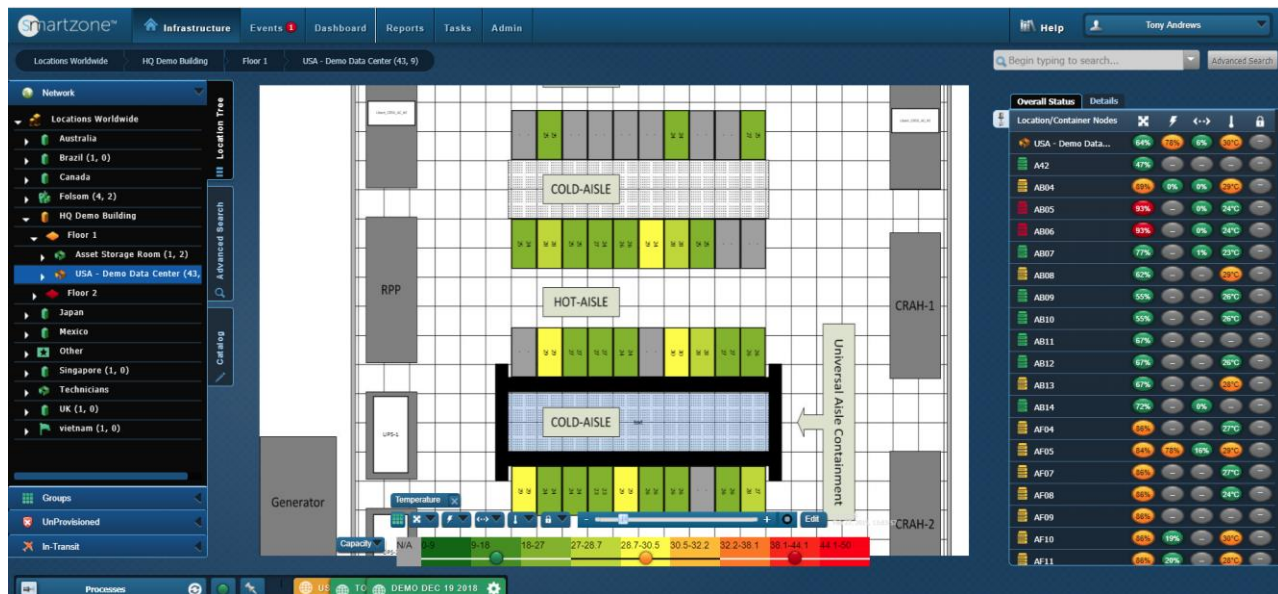 smartzone™
Infrastructure
Events 1
Dashboard
Reports
Tasks
Admin
Help
Tony Andrews
Locations Worldwide
HQ Demo Building
Floor 1
USA - Demo Data Center (43, 9)
Begin typing to search...
Advanced Search
Network
Locations Worldwide
Australia
Brazil (1, 0)
Canada
Folsom (4, 2)
HQ Demo Building
Floor 1
Asset Storage Room (1, 2)
USA - Demo Data Center (43,
Floor 2
Japan
Mexico
Other
Singapore (1, 0)
Technicians
UK (1, 0)
vietnam (1, 0)
Groups
UnProvisioned
In-Transit
Location Tree
Advanced Search
Catalog
COLD-AISLE
RPP
HOT-AISLE
CRAH-1
Universal Aisle Containment
COLD-AISLE
UPS-1
Generator
CRAH-2
Temperature
Edit
Capacity
N/A 0-9 9-18 18-27 27-28.7 28.7-30.5 30.5-32.2 32.2-38.1 38.1-44.1 44.1-50
Overall Status
Details
Location/Container Nodes
USA - Demo Data... 64% 78% 6% 30°C
A42 47%
AB04 89% 0% 0% 29°C
AB05 93% 0% 24°C
AB06 93% 0% 24°C
AB07 77% 1% 23°C
AB08 62% 29°C
AB09 55% 26°C
AB10 55% 26°C
AB11 67%
AB12 67% 26°C
AB13 67% 28°C
AB14 72% 0%
AF04 86% 27°C
AF05 84% 78% 16% 29°C
AF07 86% 27°C
AF08 86% 24°C
AF09 86%
AF10 86% 19% 30°C
AF11 86% 20% 28°C
Processes
US
TO
DEMO DEC 19 2018